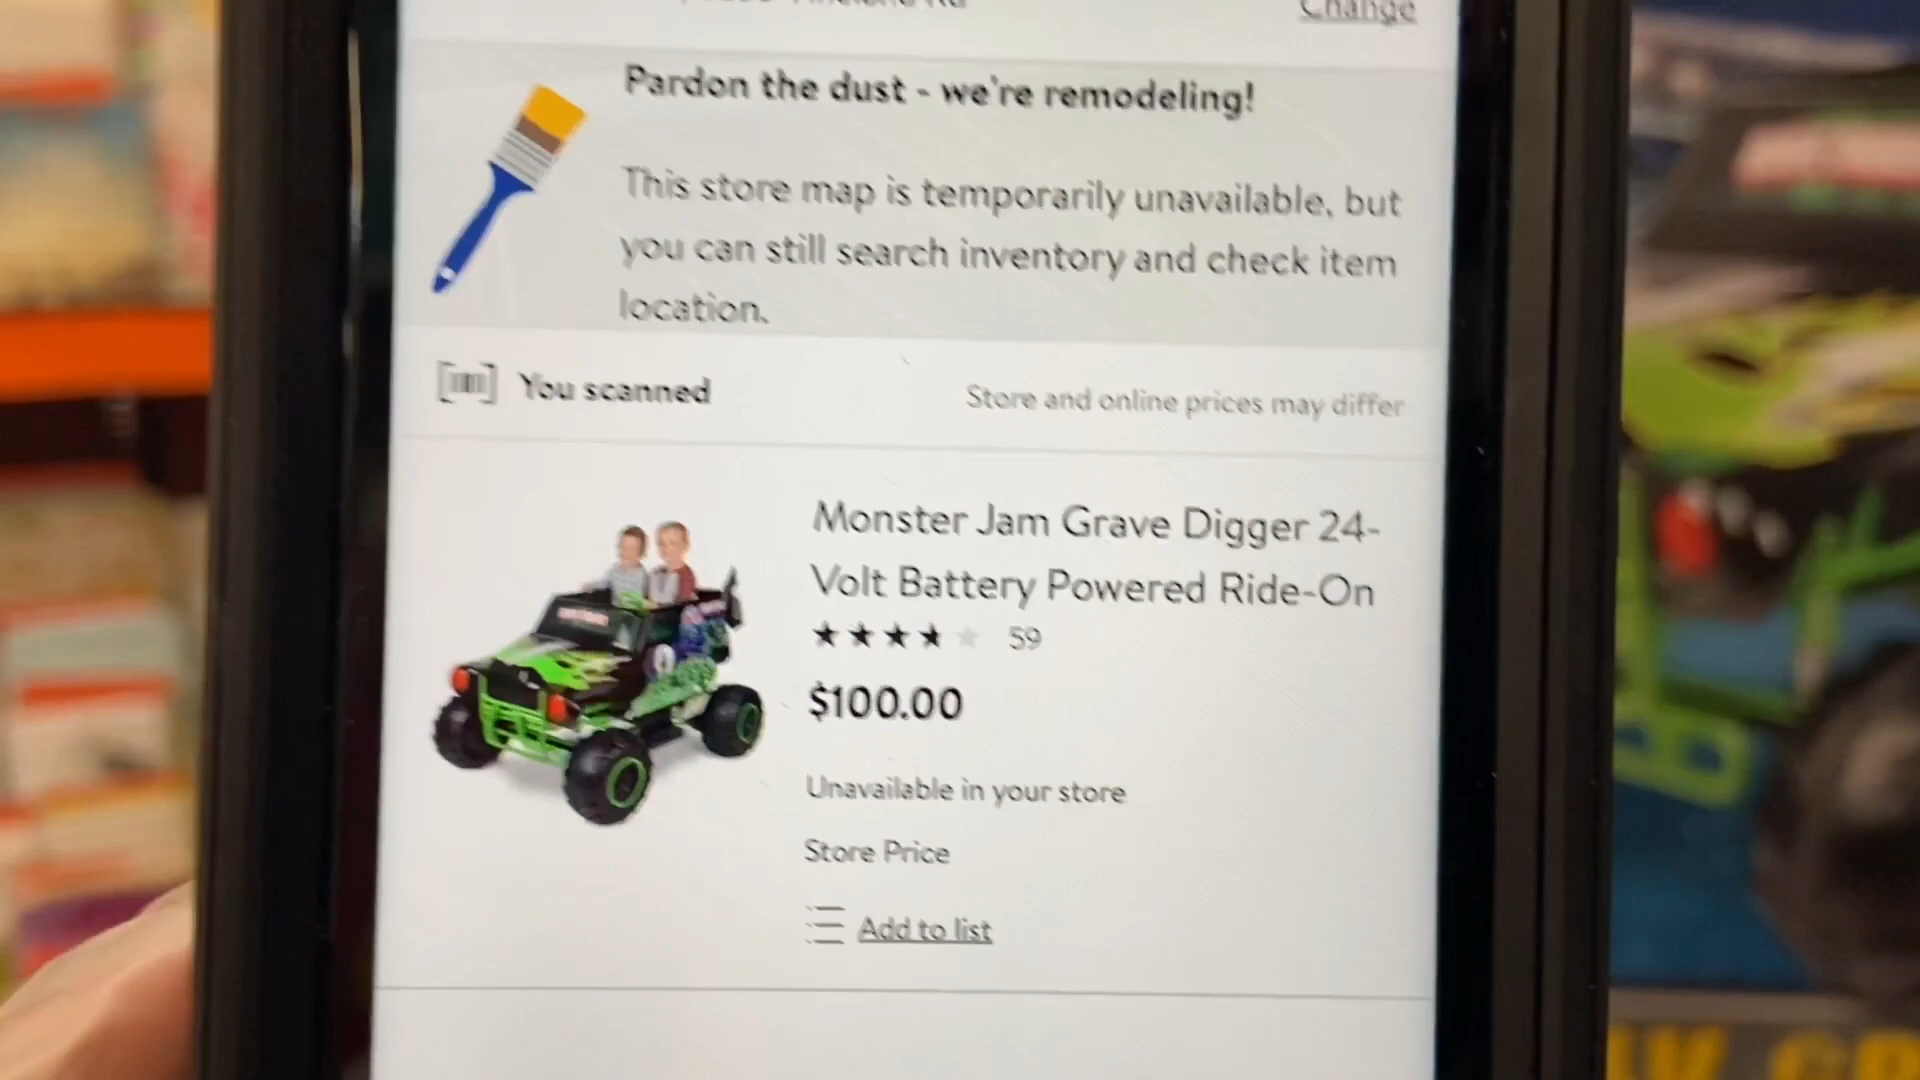 Change
Pardon the dust - we're remodeling!
This store map is temporarily unavailable, but
you can still search inventory and check item
location.
You scanned
Store and online prices may differ
Monster Jam Grave Digger 24-
Volt Battery Powered Ride-On
59
$100.00
Unavailable in your store
Store Price
Add to list